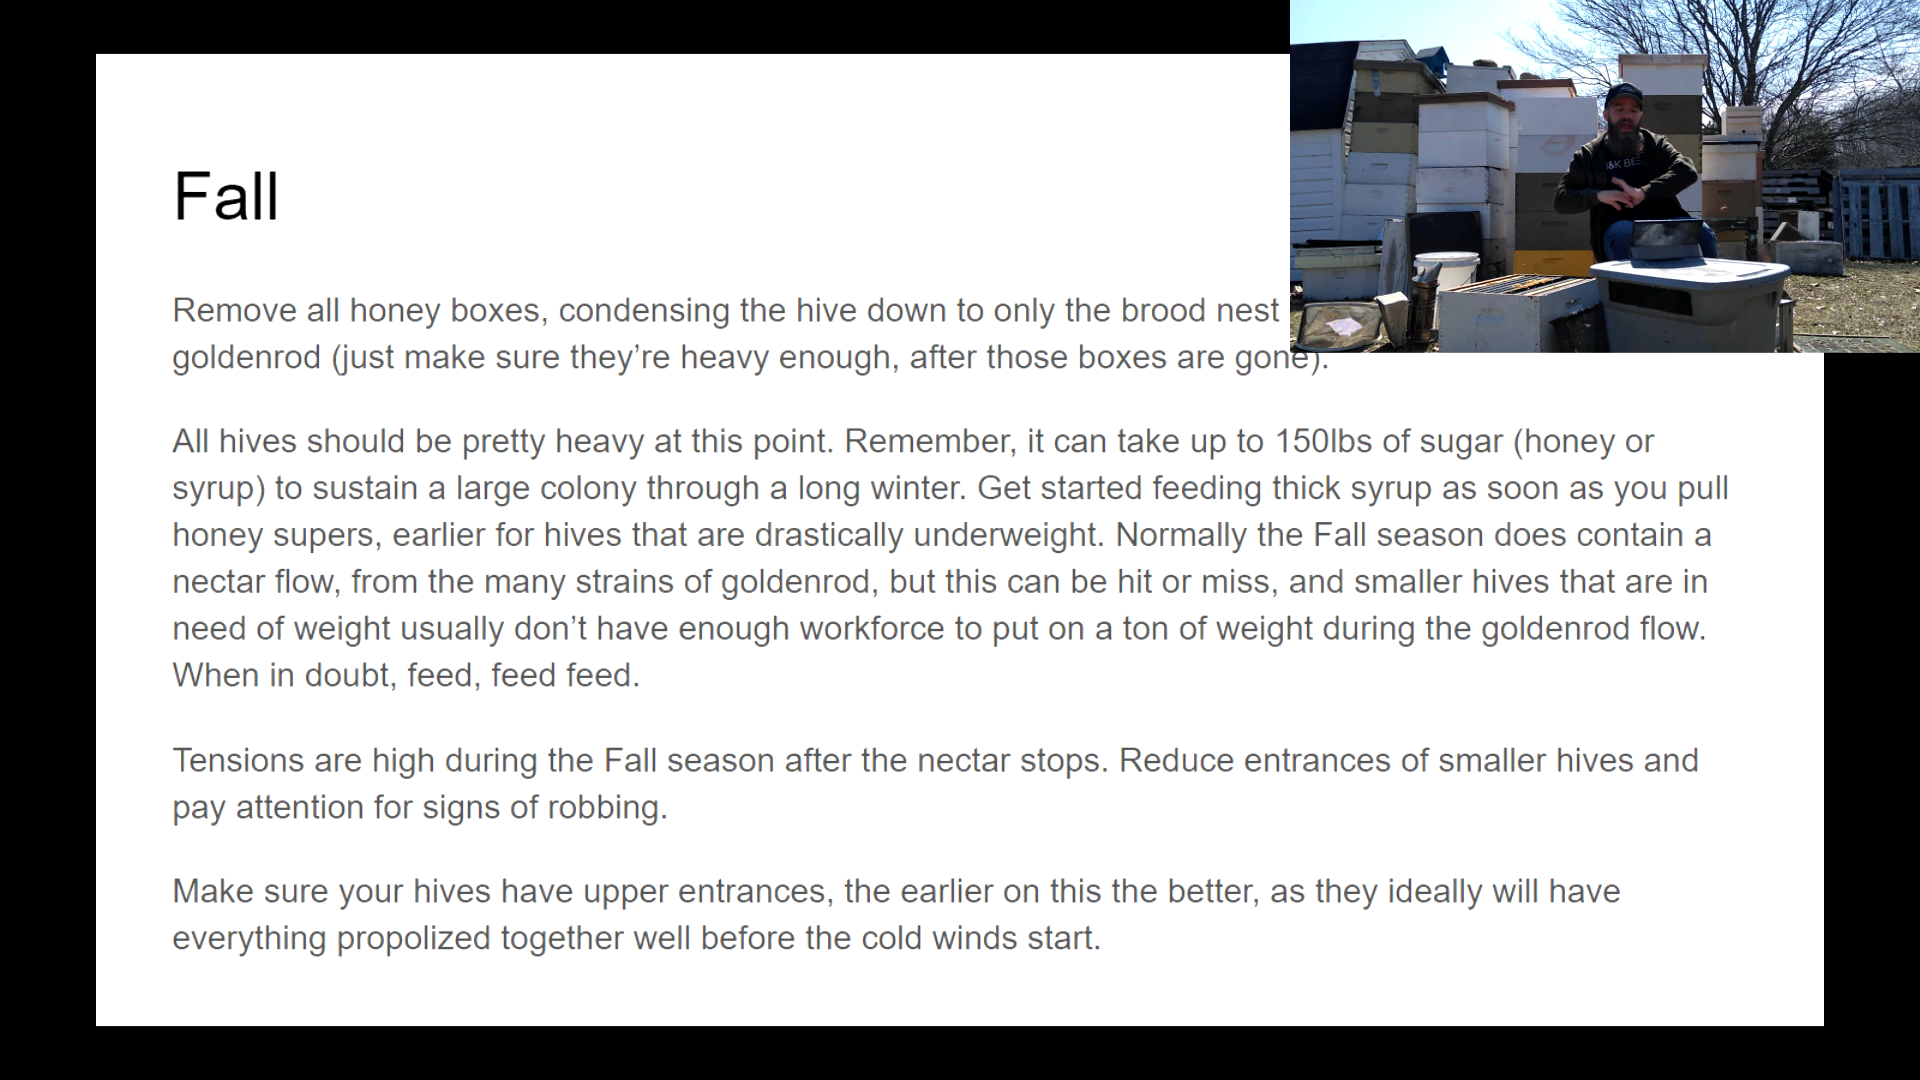 Fall
Remove all honey boxes, condensing the hive down to only the brood nest
goldenrod (just make sure they’re heavy enough, after those boxes are gone).
All hives should be pretty heavy at this point. Remember, it can take up to 150lbs of sugar (honey or
syrup) to sustain a large colony through a long winter. Get started feeding thick syrup as soon as you pull
honey supers, earlier for hives that are drastically underweight. Normally the Fall season does contain a
nectar flow, from the many strains of goldenrod, but this can be hit or miss, and smaller hives that are in
need of weight usually don’t have enough workforce to put on a ton of weight during the goldenrod flow.
When in doubt, feed, feed feed.
Tensions are high during the Fall season after the nectar stops. Reduce entrances of smaller hives and
pay attention for signs of robbing.
Make sure your hives have upper entrances, the earlier on this the better, as they ideally will have
everything propolized together well before the cold winds start.